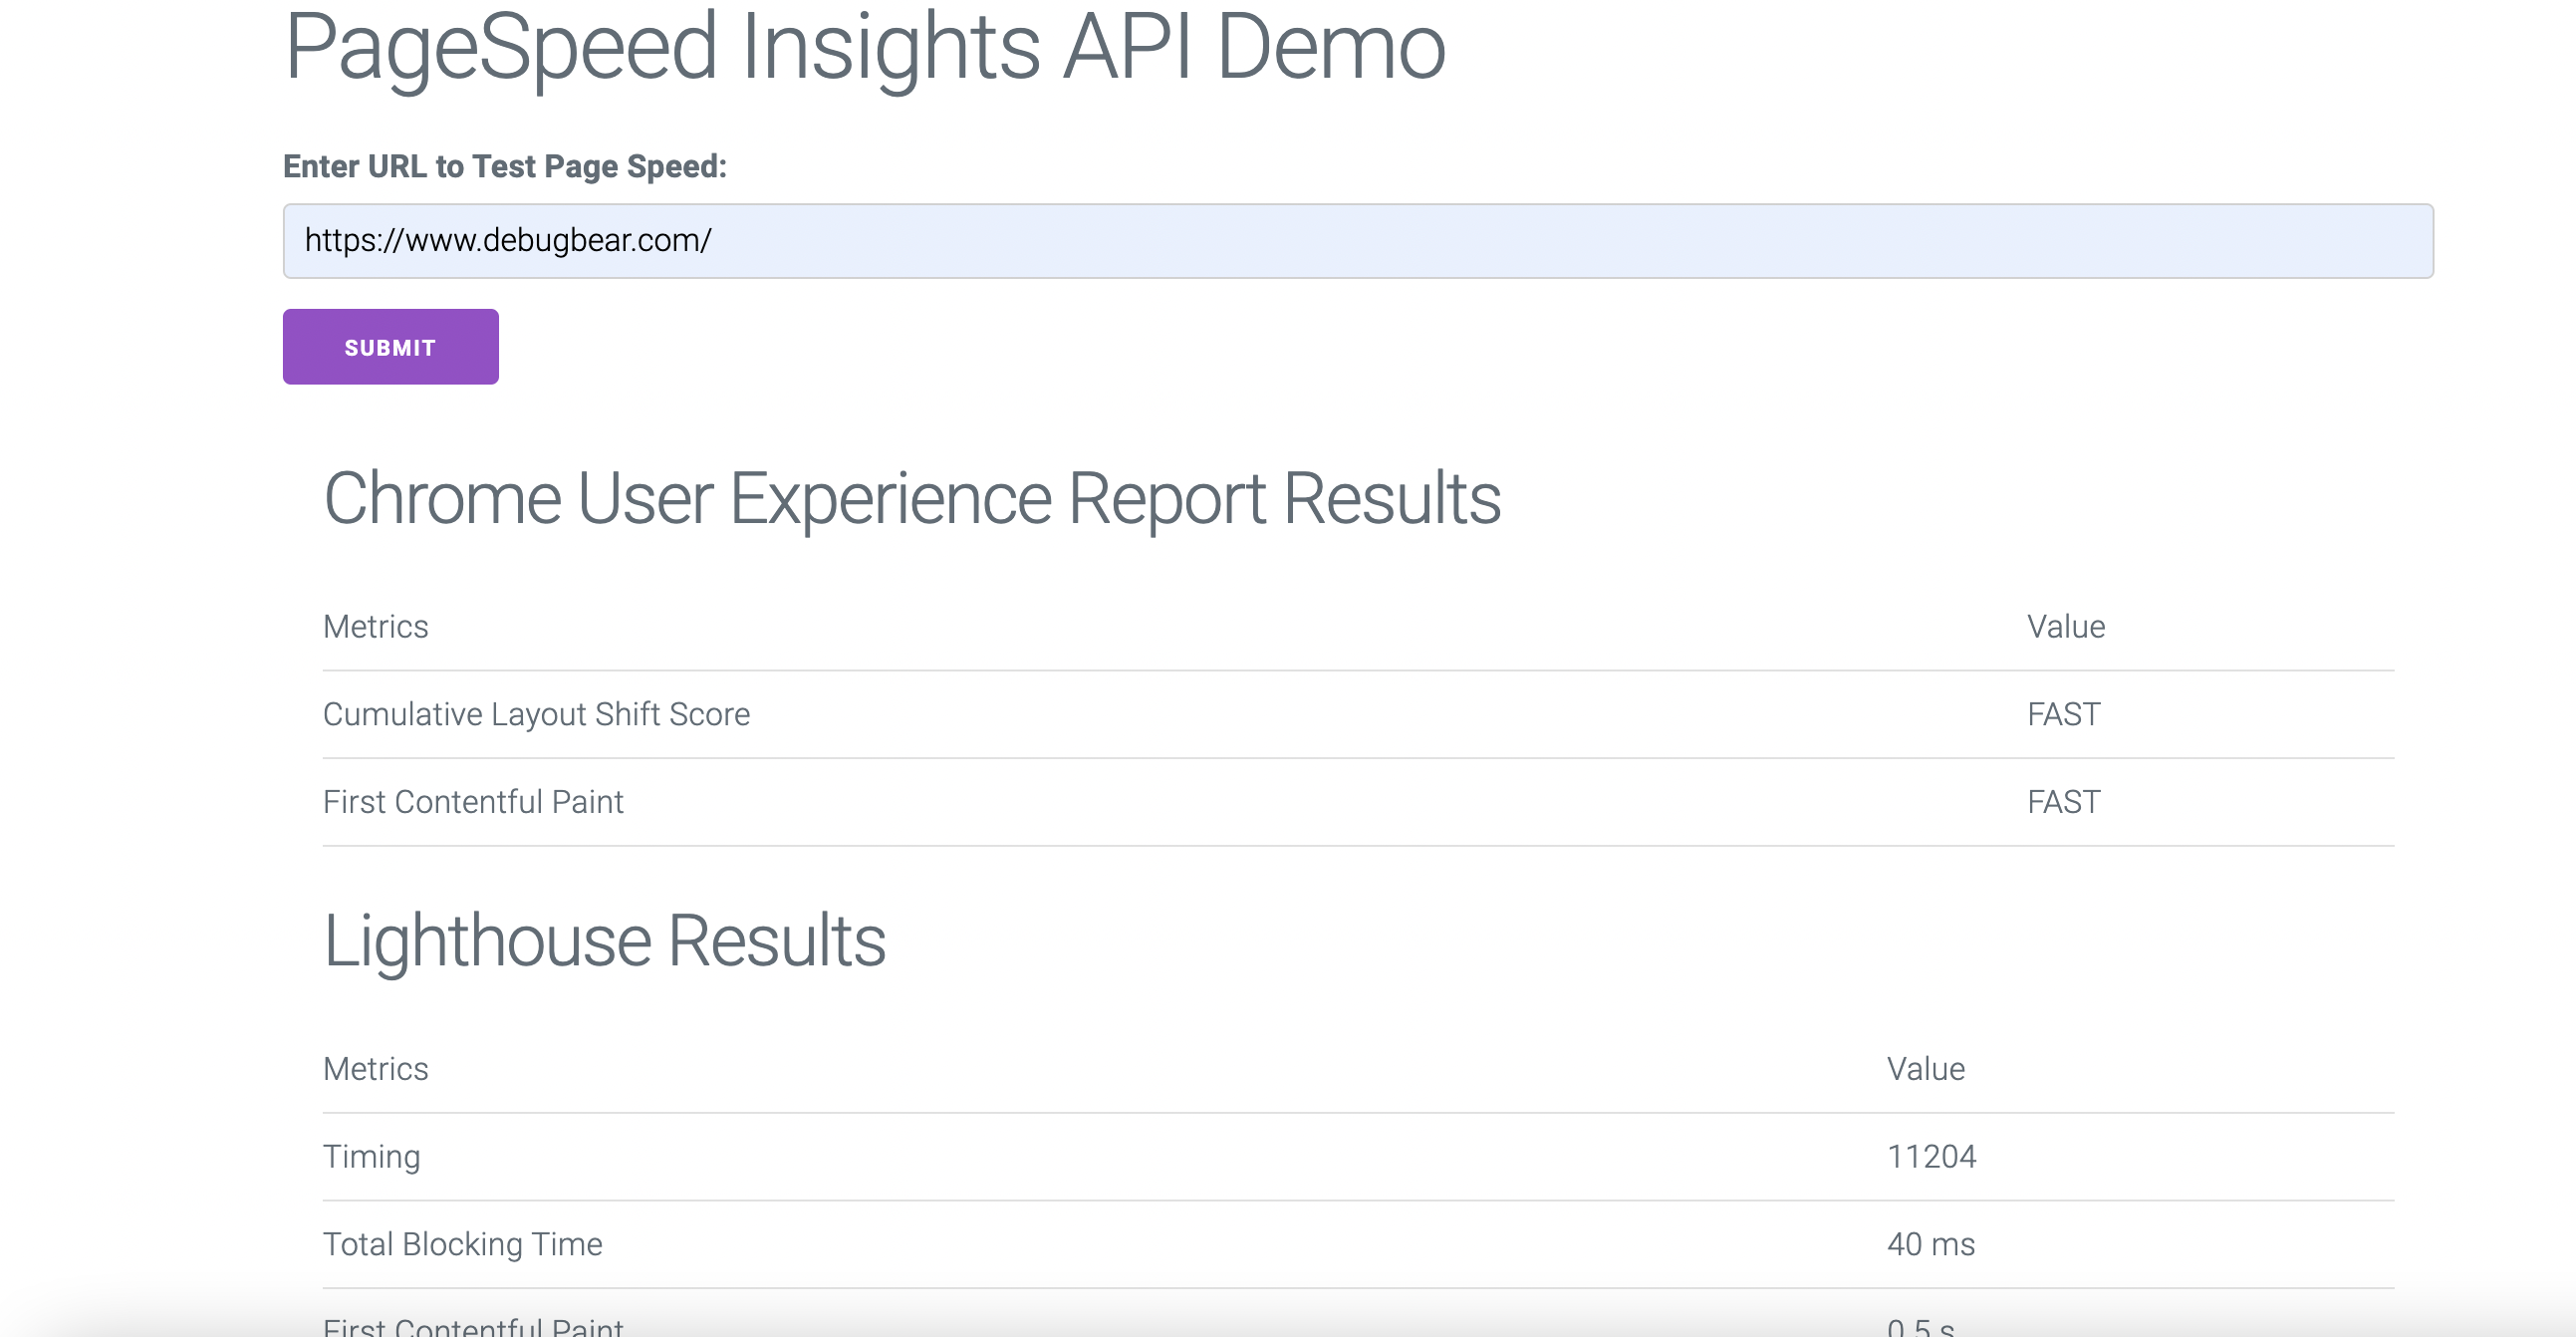 PageSpeed Insights API Demo
Enter URL to Test Page Speed:
https://www.debugbear.com/
SUBMIT
Chrome User Experience Report Results
Metrics Value
Cumulative Layout Shift Score FAST
First Contentful Paint FAST
Lighthouse Results
Metrics Value
Timing 11204
Total Blocking Time 40 ms
First Contentful Paint 0.5 s